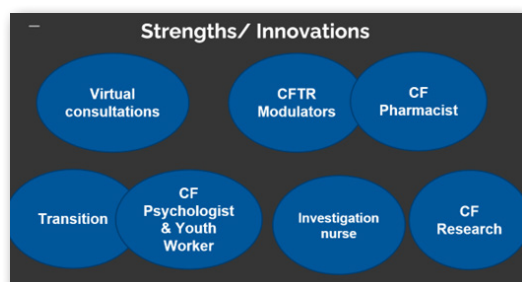 Strengths/ Innovations
Virtual
consultations
CFTR
Modulators
CF
Pharmacist
Transition
CF
Psychologist
& Youth
Worker
Investigation
nurse
CF
Research